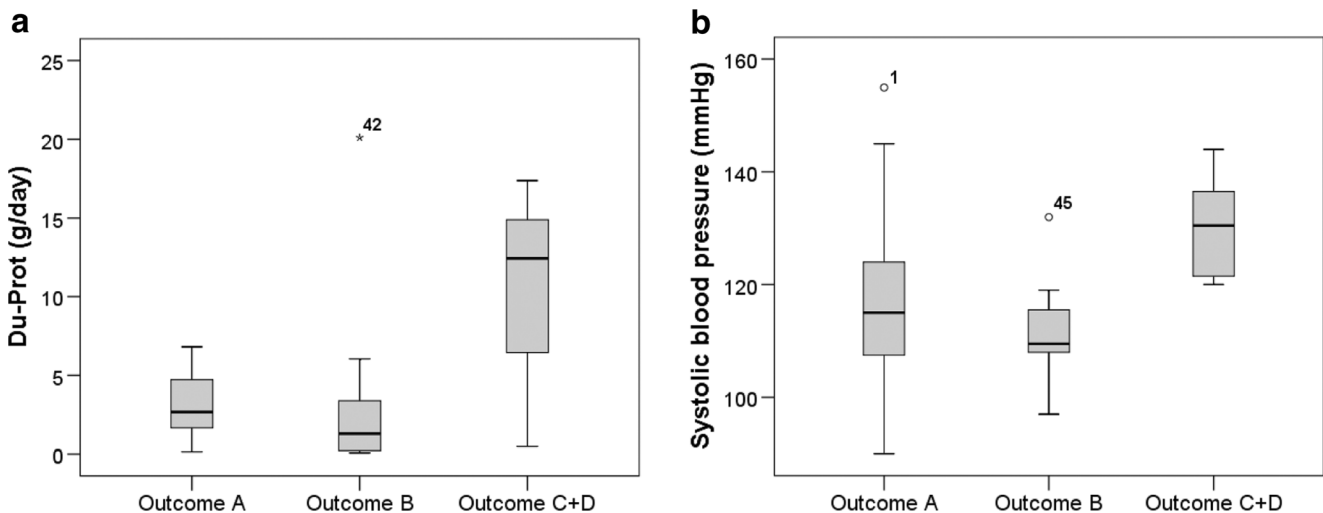 a
Du-Prot (g/day)
25
20
15
10
5
0
42
Outcome A
Outcome B
Outcome C+D
b
Systolic blood pressure (mmHg)
160
140
120
100
1
45
Outcome A
Outcome B
Outcome C+D